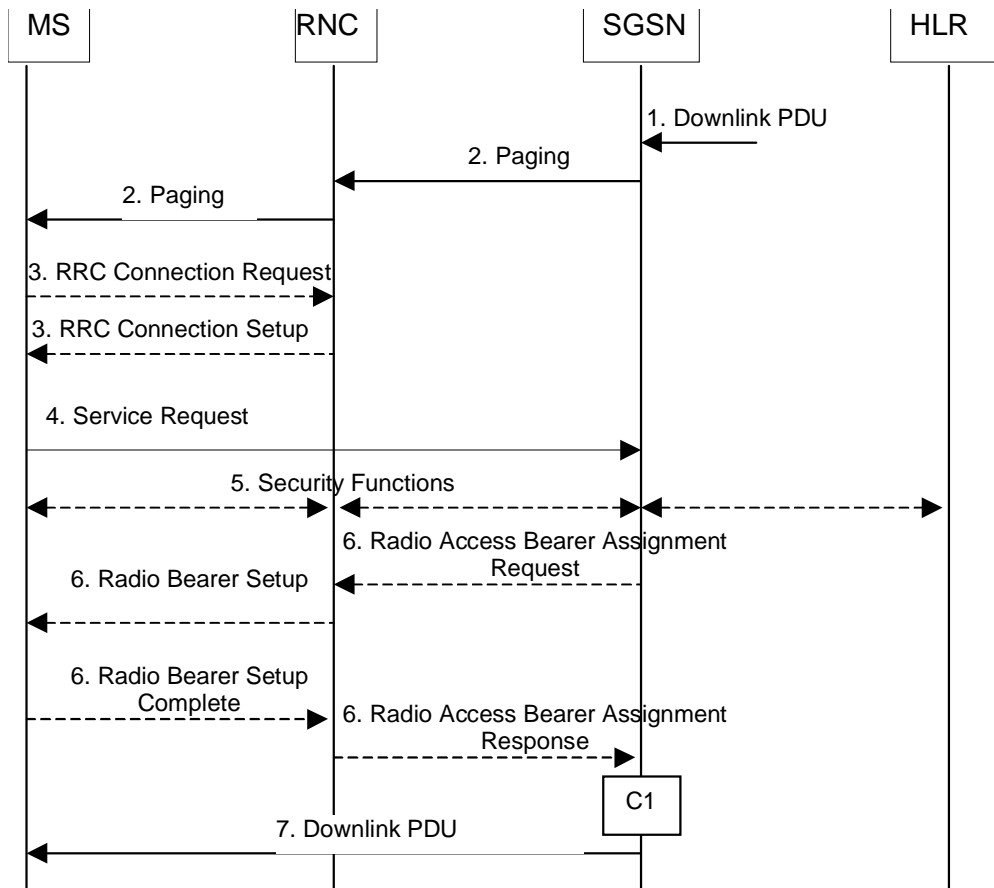 MS
RNC
SGSN
HLR
1. Downlink PDU
2. Paging
2. Paging
3. RRC Connection Request
3. RRC Connection Setup
4. Service Request
5. Security Functions
6. Radio Access Bearer Assignment
Request
6. Radio Bearer Setup
6. Radio Bearer Setup
Complete
6. Radio Access Bearer Assignment
Response
C1
7. Downlink PDU